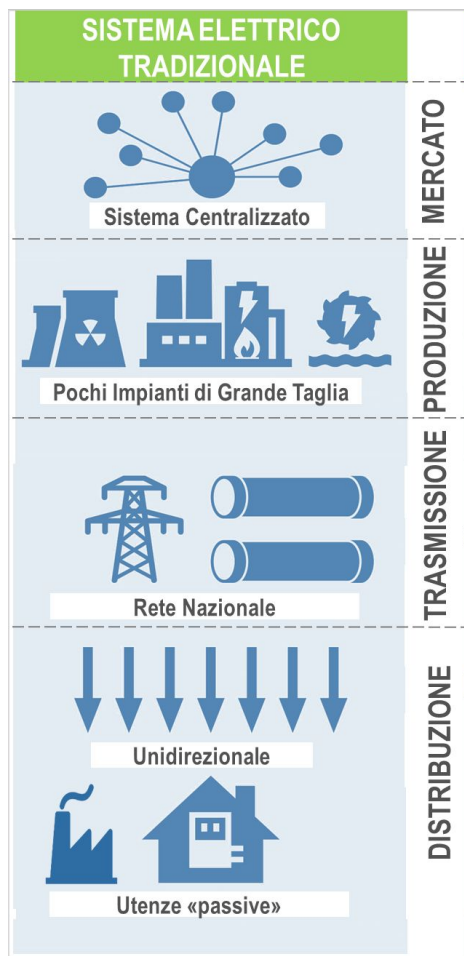 SISTEMA ELETTRICO
TRADIZIONALE
Sistema Centralizzato
MERCATO
Pochi Impianti di Grande Taglia
PRODUZIONE
Rete Nazionale
TRASMISSIONE
Unidirezionale
Utenze «passive»
DISTRIBUZIONE